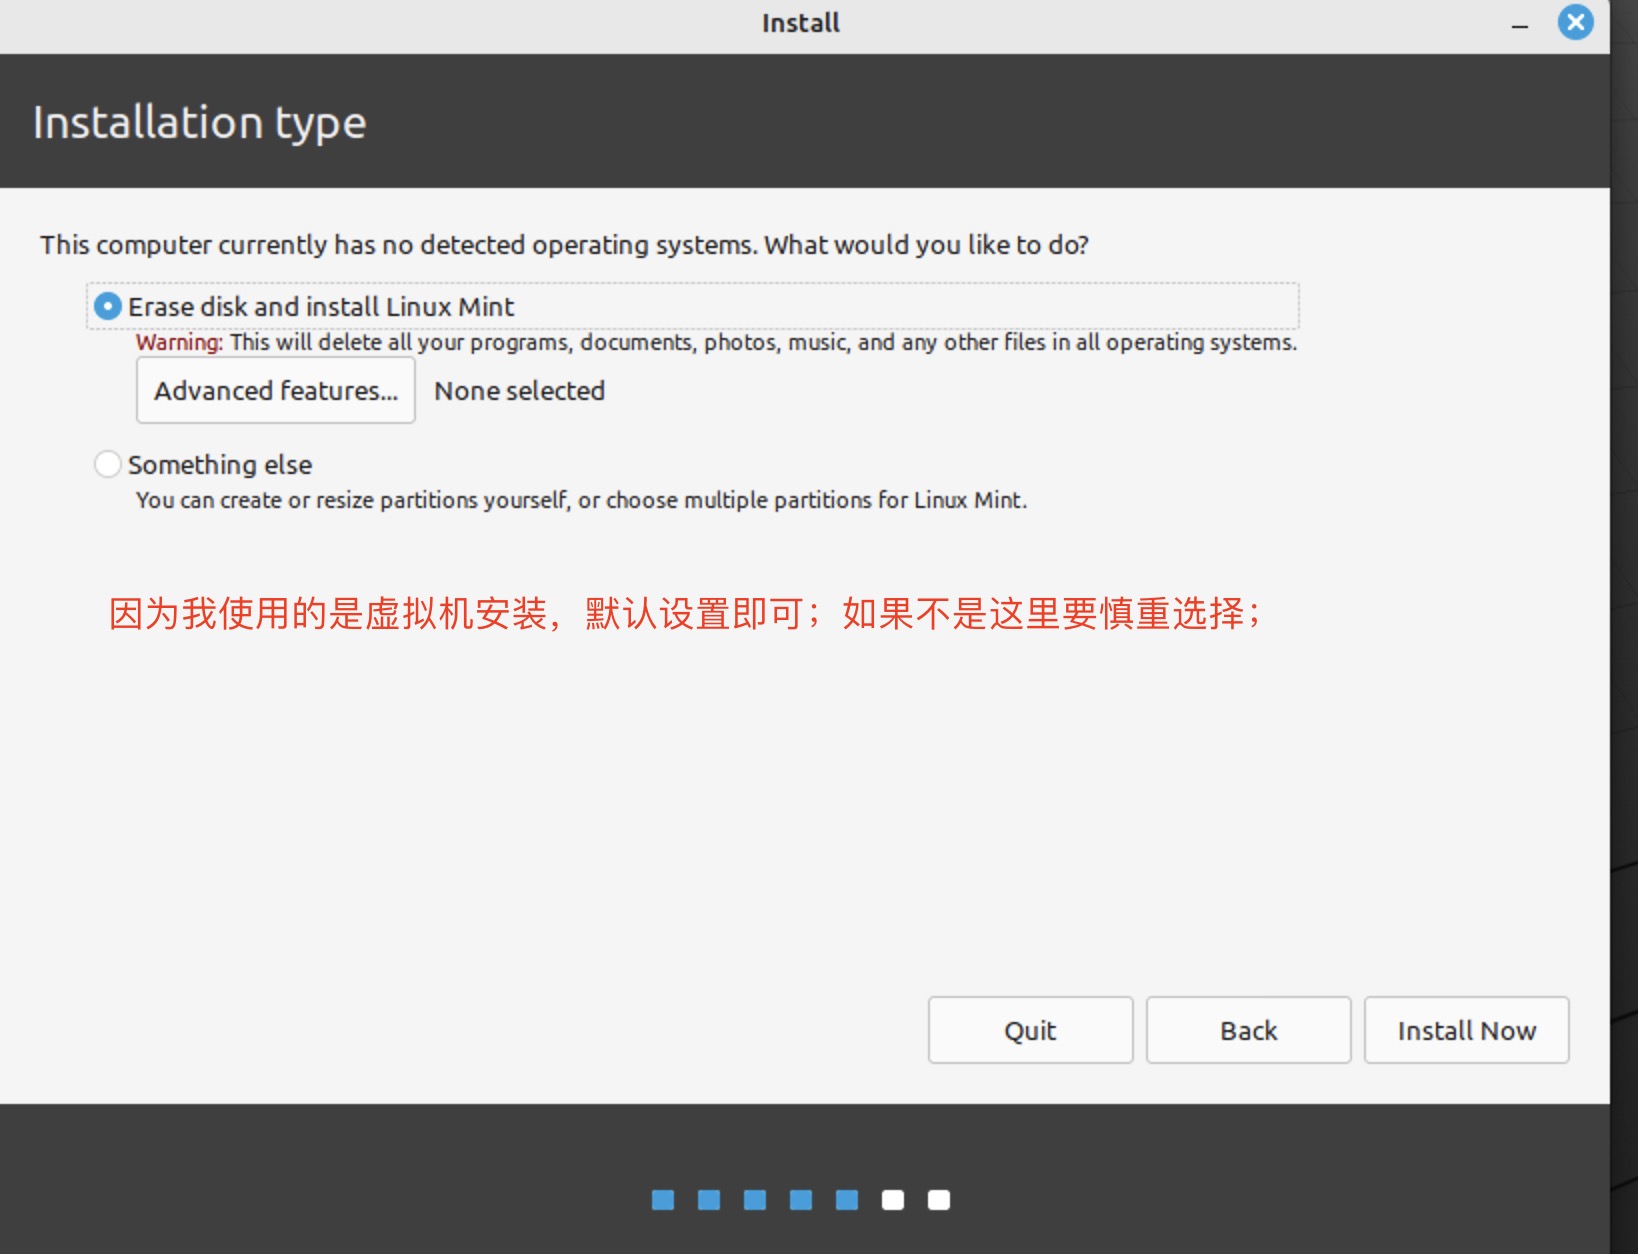 Install
Installation type
This computer currently has no detected operating systems. What would you like to do?
Erase disk and install Linux Mint
Warning: This will delete all your programs, documents, photos, music, and any other files in all operating systems.
Advanced features... None selected
Something else
You can create or resize partitions yourself, or choose multiple partitions for Linux Mint.
因为我使用的是虚拟机安装，默认设置即可；如果不是这里要慎重选择；
Quit Back Install Now